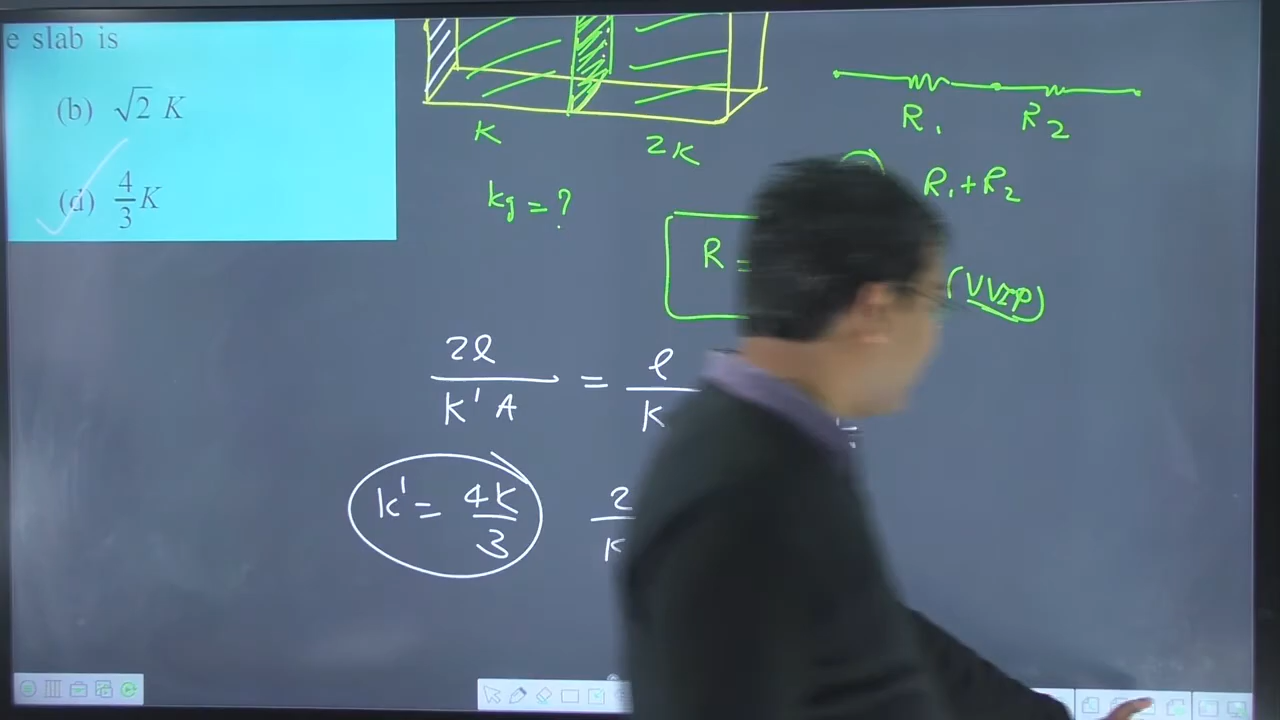 e slab is
(b) √2 K
(d) 4/3 K
K
2K
R1 R2
R1+R2
kg = ?
R =
(VVIP)
2l/K'A = l/K
K' = 4K/3
2/K